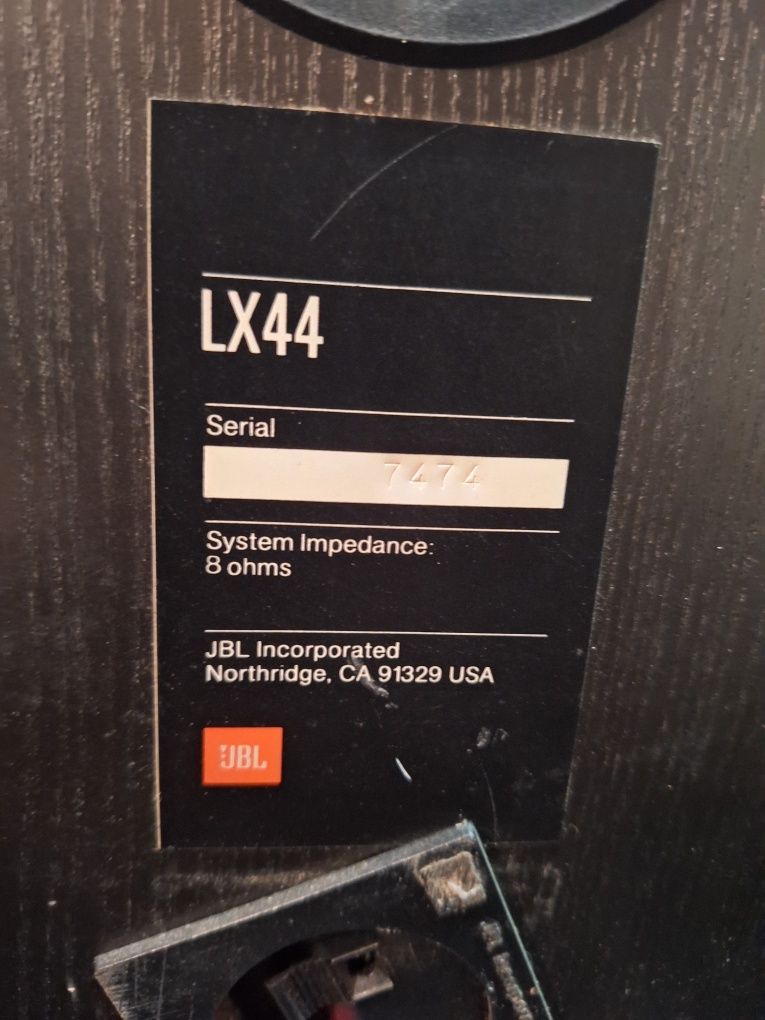 LX44
Serial
7474
System Impedance:
8 ohms
JBL Incorporated
Northridge, CA 91329 USA
JBL